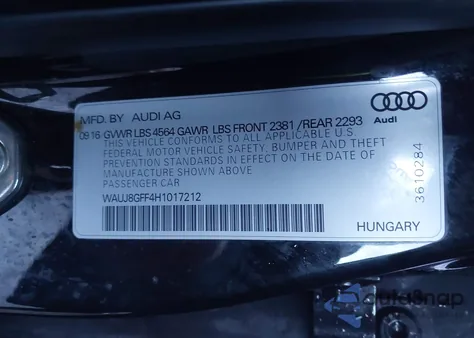 MFD. BY AUDI AG
09 16 GVWR LBS 4564 GAWR LBS FRONT 2381 / REAR 2293
THIS VEHICLE CONFORMS TO ALL APPLICABLE U.S.
FEDERAL MOTOR VEHICLE SAFETY, BUMPER, AND THEFT
PREVENTION STANDARDS IN EFFECT ON THE DATE OF
MANUFACTURE SHOWN ABOVE
PASSENGER CAR
WAUJ8GFF4H1017212
Audi
3610284
HUNGARY
auto8nap